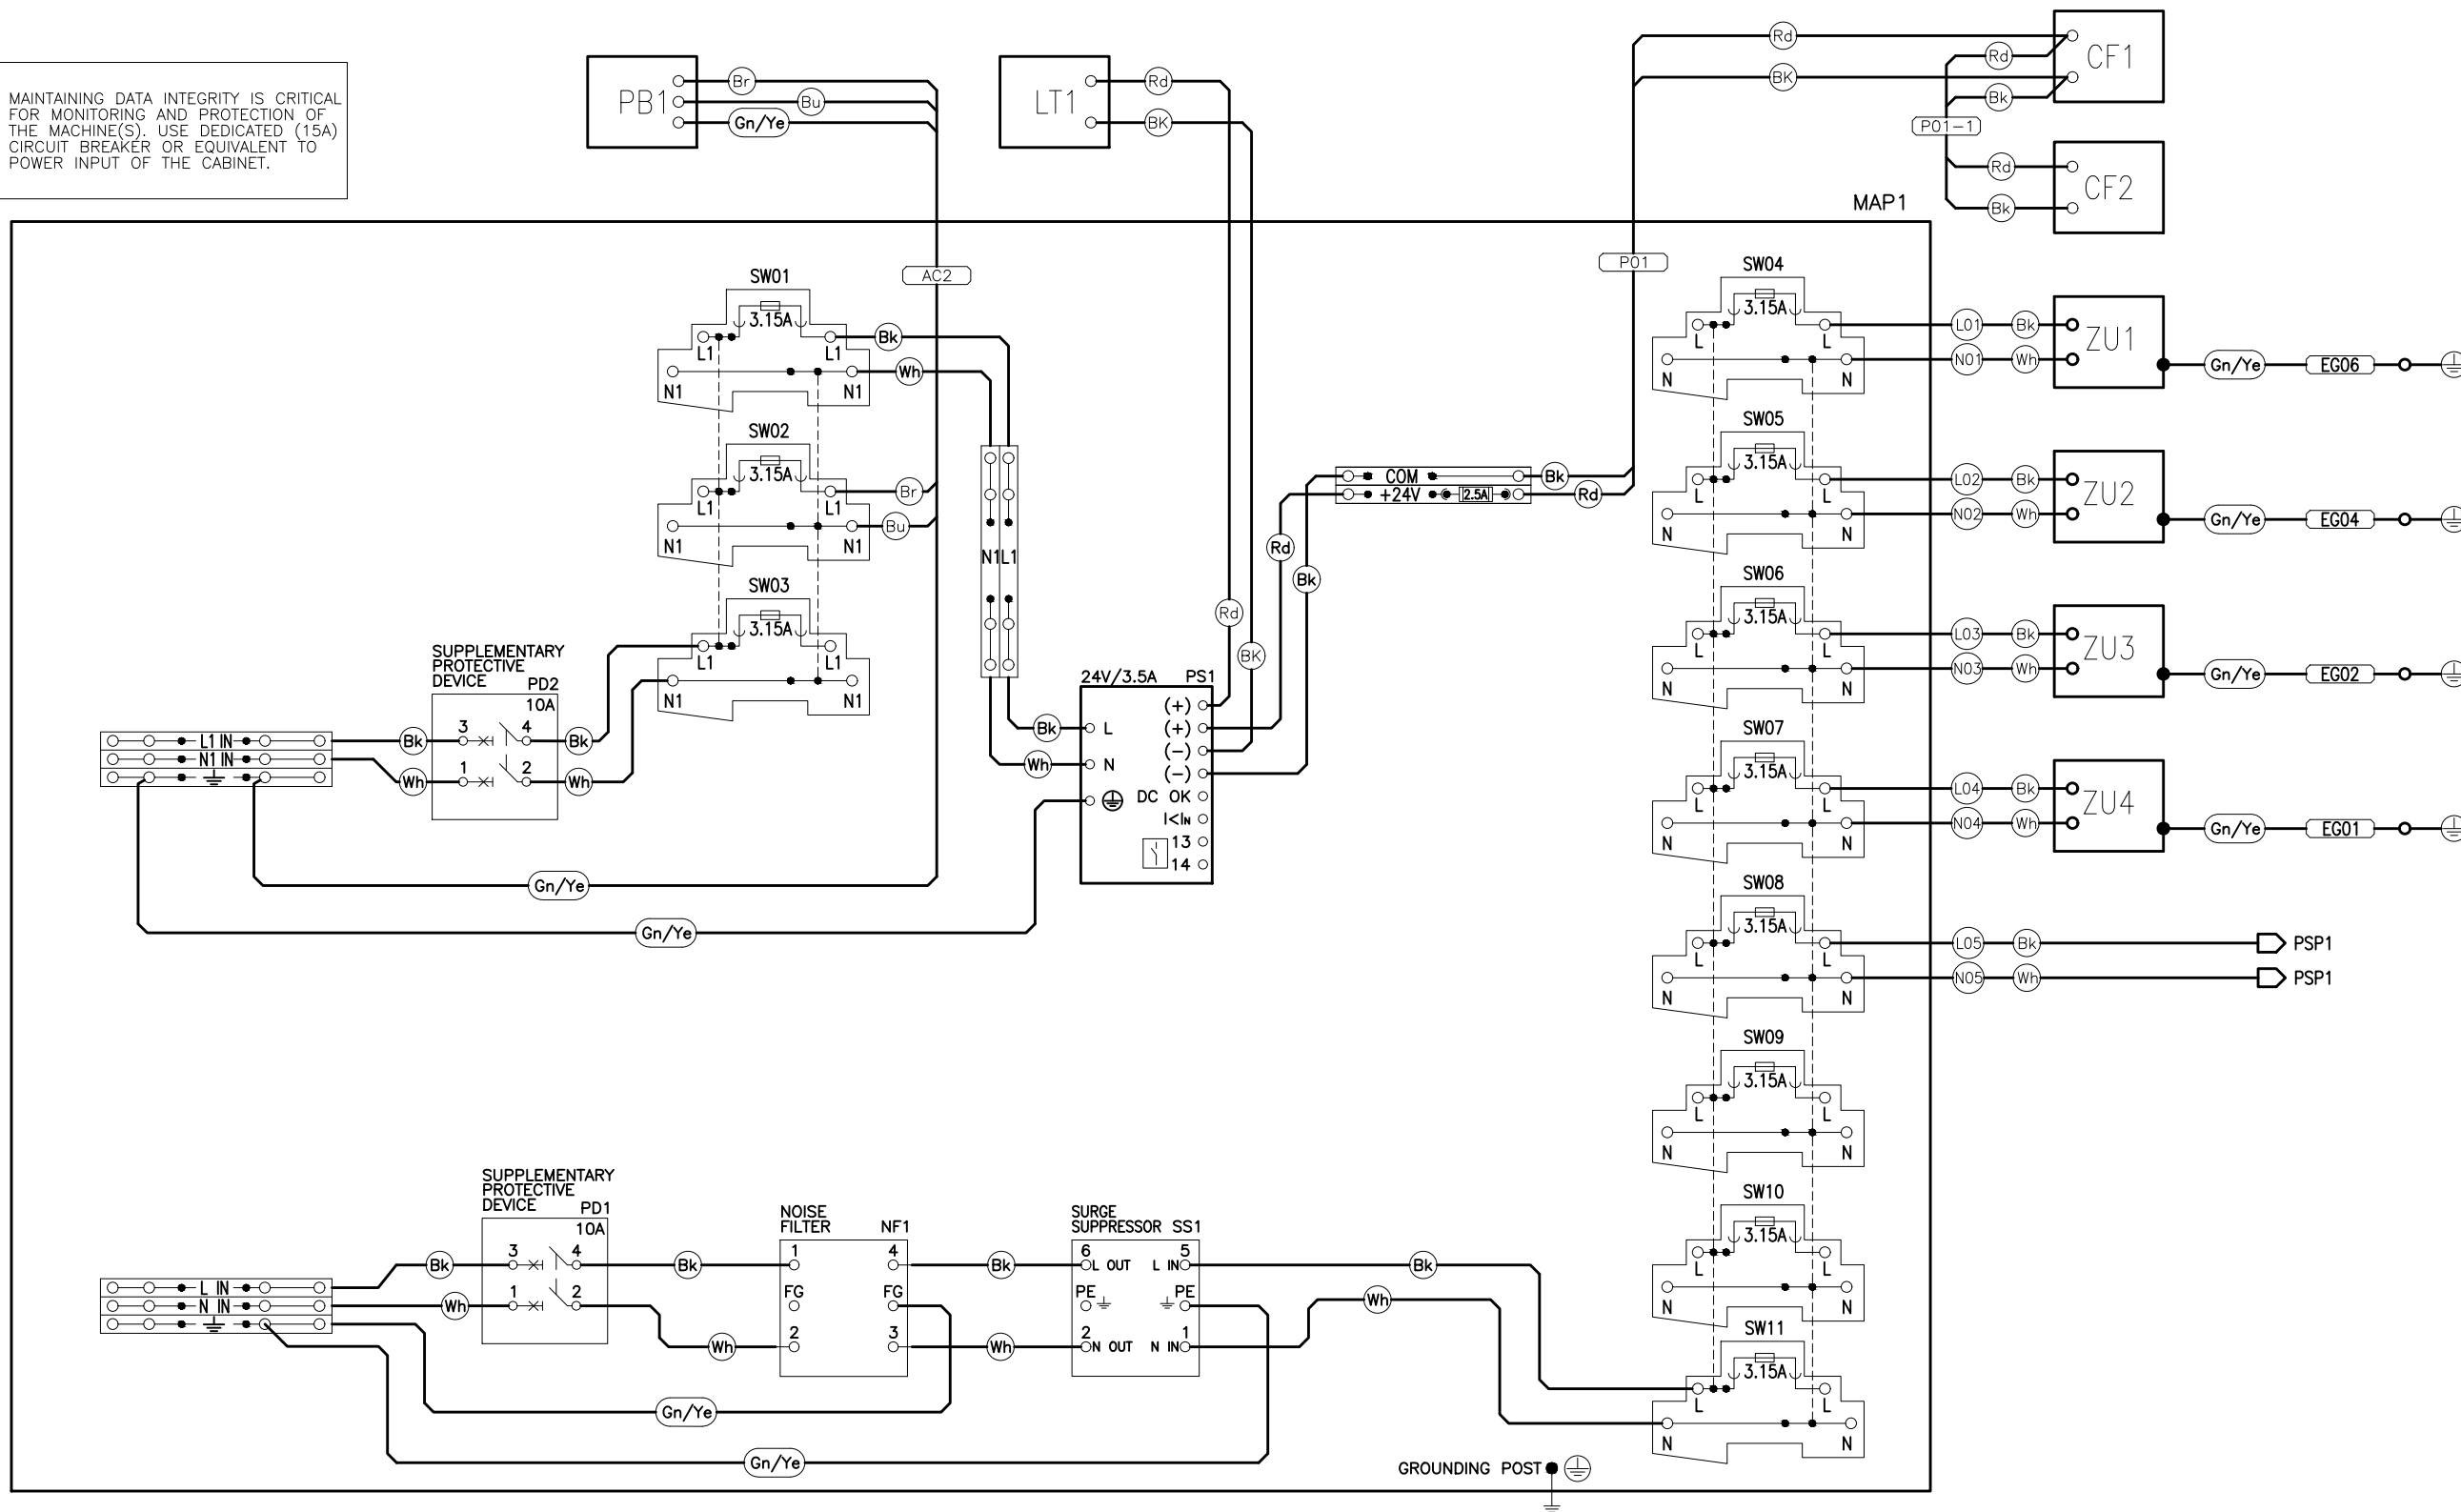 MAINTAINING DATA INTEGRITY IS CRITICAL
FOR MONITORING AND PROTECTION OF
THE MACHINE(S). USE DEDICATED (15A)
CIRCUIT BREAKER OR EQUIVALENT TO
POWER INPUT OF THE CABINET.
PB1
Br
Bu
Gn/Ye
LT1
Rd
BK
Rd
BK
Rd
Bk
CF1
P01-1
Rd
Bk
CF2
MAP1
AC2
P01
SW01
3.15A
L1 L1
N1 N1
Bk
Wh
SW02
3.15A
L1 L1
N1 N1
Br
Bu
SW03
3.15A
L1 L1
N1 N1
N1 L1
SUPPLEMENTARY
PROTECTIVE
DEVICE
PD2
10A
3 4
1 2
Bk Bk
Wh Wh
L1 IN
N1 IN
Gn/Ye
Gn/Ye
24V/3.5A PS1
(+)
L (+)
(-)
N (-)
DC OK
I<IN
13
14
Bk
Wh
Rd
BK
Rd
Bk
COM
+24V 2.5A
Bk
Rd
SW04
3.15A
L L
N N
L01 Bk
N01 Wh
ZU1
Gn/Ye EG06
SW05
3.15A
L L
N N
L02 Bk
N02 Wh
ZU2
Gn/Ye EG04
SW06
3.15A
L L
N N
L03 Bk
N03 Wh
ZU3
Gn/Ye EG02
SW07
3.15A
L L
N N
L04 Bk
N04 Wh
ZU4
Gn/Ye EG01
SW08
3.15A
L L
N N
L05 Bk PSP1
N05 Wh PSP1
SW09
3.15A
L L
N N
SW10
3.15A
L L
N N
SW11
3.15A
L L
N N
SUPPLEMENTARY
PROTECTIVE
DEVICE
PD1
10A
3 4
1 2
L IN
N IN
Bk Bk
Wh Wh
NOISE
FILTER NF1
1 4
FG FG
2 3
Bk
Wh
SURGE
SUPPRESSOR SS1
6 5
L OUT L IN
PE PE
2 1
N OUT N IN
Bk
Wh
Gn/Ye
Gn/Ye
GROUNDING POST